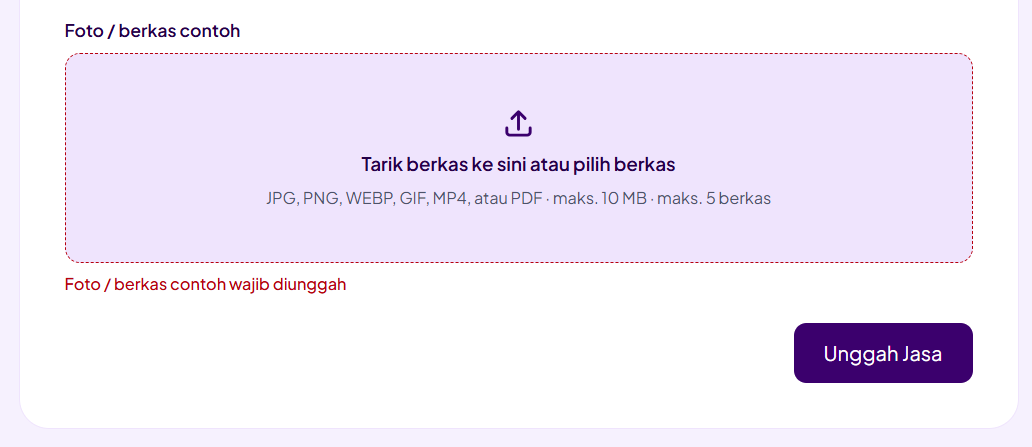 Foto / berkas contoh
Tarik berkas ke sini atau pilih berkas
JPG, PNG, WEBP, GIF, MP4, atau PDF · maks. 10 MB · maks. 5 berkas
Foto / berkas contoh wajib diunggah
Unggah Jasa